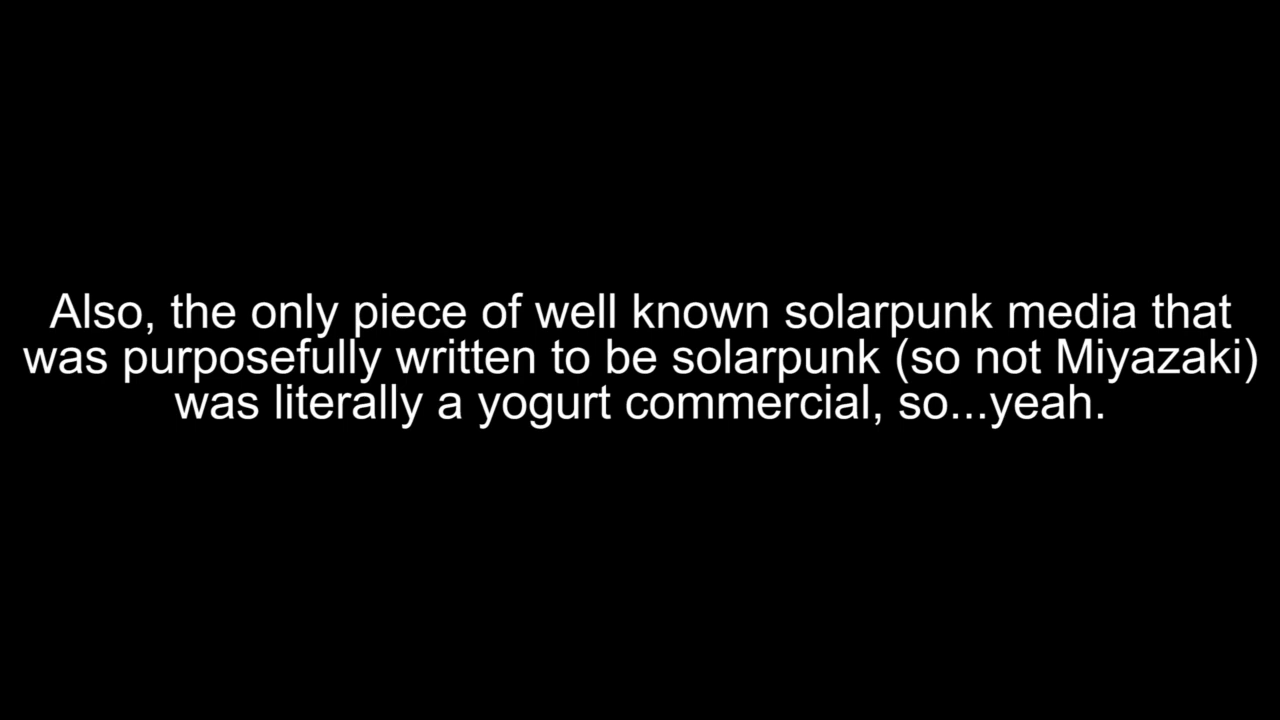 Also, the only piece of well known solarpunk media that
was purposefully written to be solarpunk (so not Miyazaki)
was literally a yogurt commercial, so...yeah.